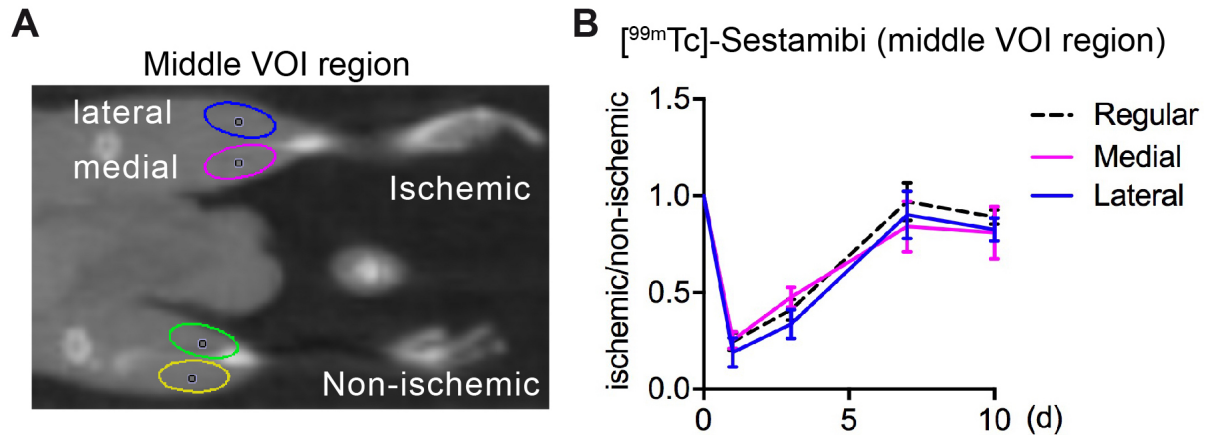 A
Middle VOI region
lateral
medial
Ischemic
Non-ischemic
B
[⁹⁹ᵐTc]-Sestamibi (middle VOI region)
ischemic/non-ischemic
1.5
1.0
0.5
0.0
0
5
10
(d)
Regular
Medial
Lateral